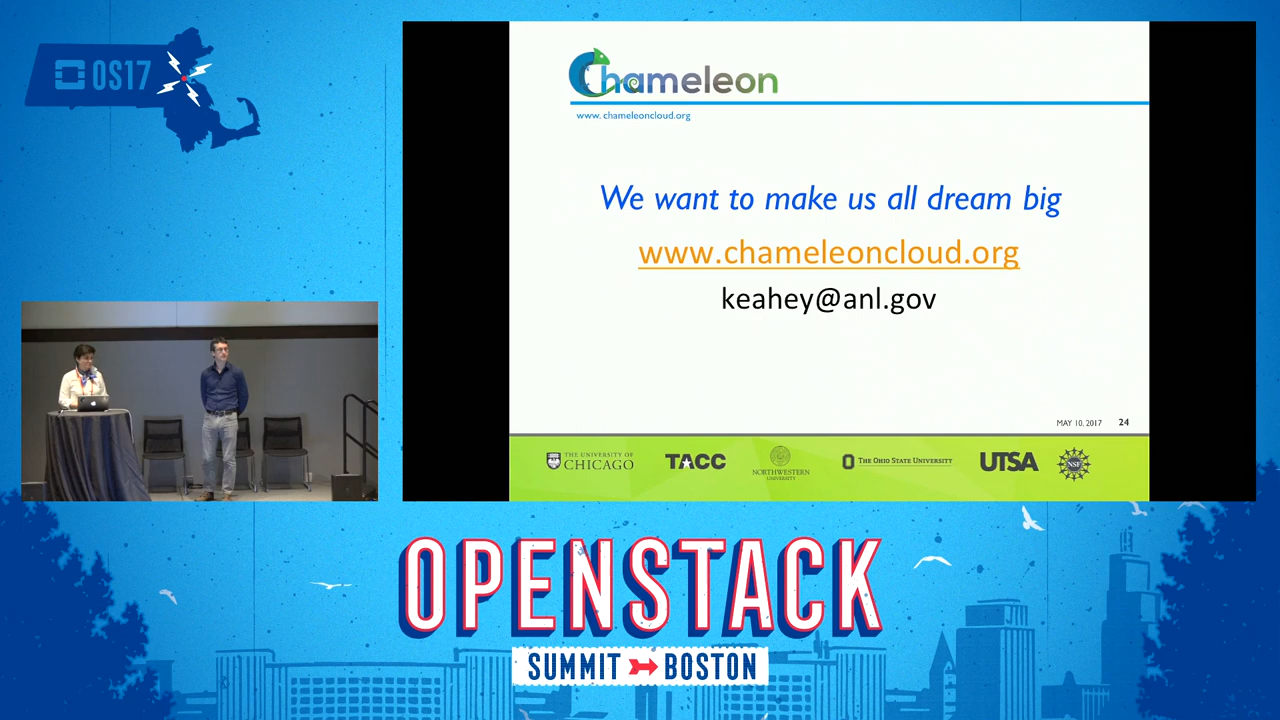 OS17
Chameleon
www. chameleoncloud.org
We want to make us all dream big
www.chameleoncloud.org
keahey@anl.gov
MAY 10, 2017 24
THE UNIVERSITY OF
CHICAGO
TACC
NORTHWESTERN
UNIVERSITY
THE OHIO STATE UNIVERSITY
UTSA
NSF
OPENSTACK
SUMMIT BOSTON